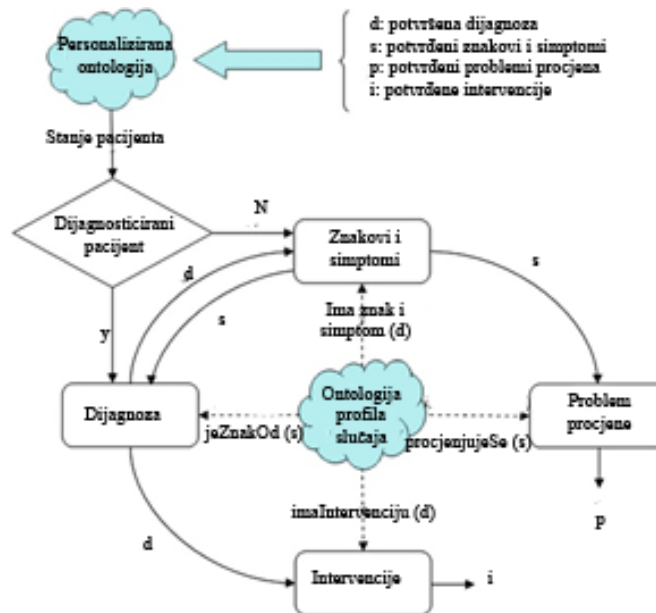 Personalizirana
ontologija
d: potvršena dijagnoza
s: potvrđeni znakovi i simptomi
p: potvrđeni problemi procjena
i: potvrđene intervencije
Stanje pacijenta
Dijagnosticirani
pacijent
N
Znakovi i
simptomi
d
s
s
y
Ima znak i
simptom (d)
Dijagnoza
Ontologija
profila
slučaja
Problem
procjene
jeZnakOd (s)
procjenjujeSe (s)
imaIntervenciju (d)
d
p
Intervencije
i